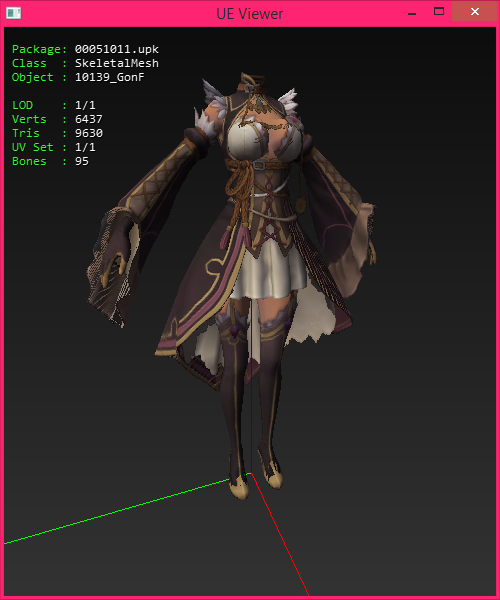 UE Viewer
Package: 00051011.upk
Class : SkeletalMesh
Object : 10139_GonF
LOD : 1/1
Verts : 6437
Tris : 9630
UV Set : 1/1
Bones : 95